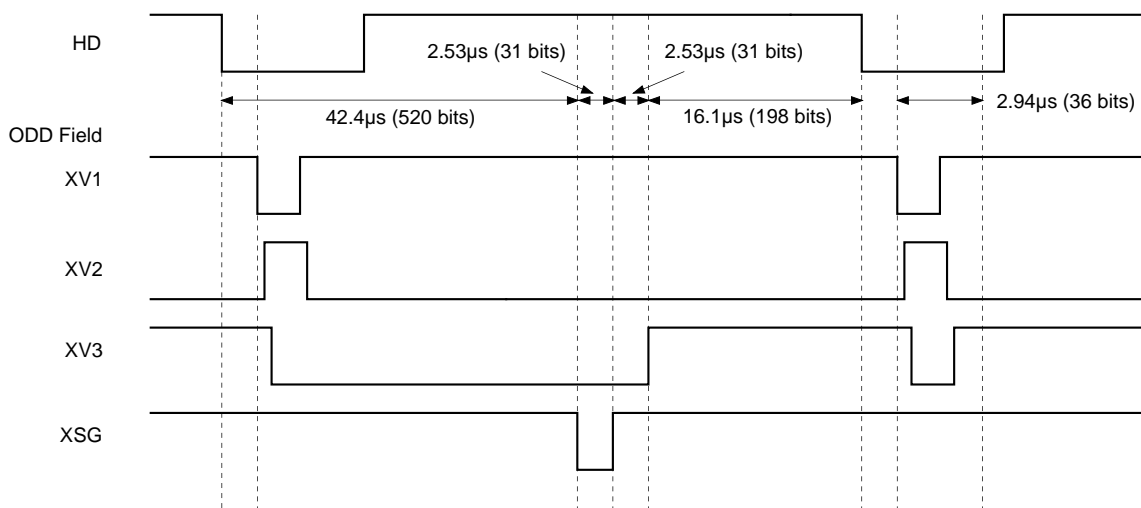 HD
2.53µs (31 bits)
2.53µs (31 bits)
42.4µs (520 bits)
16.1µs (198 bits)
2.94µs (36 bits)
ODD Field
XV1
XV2
XV3
XSG